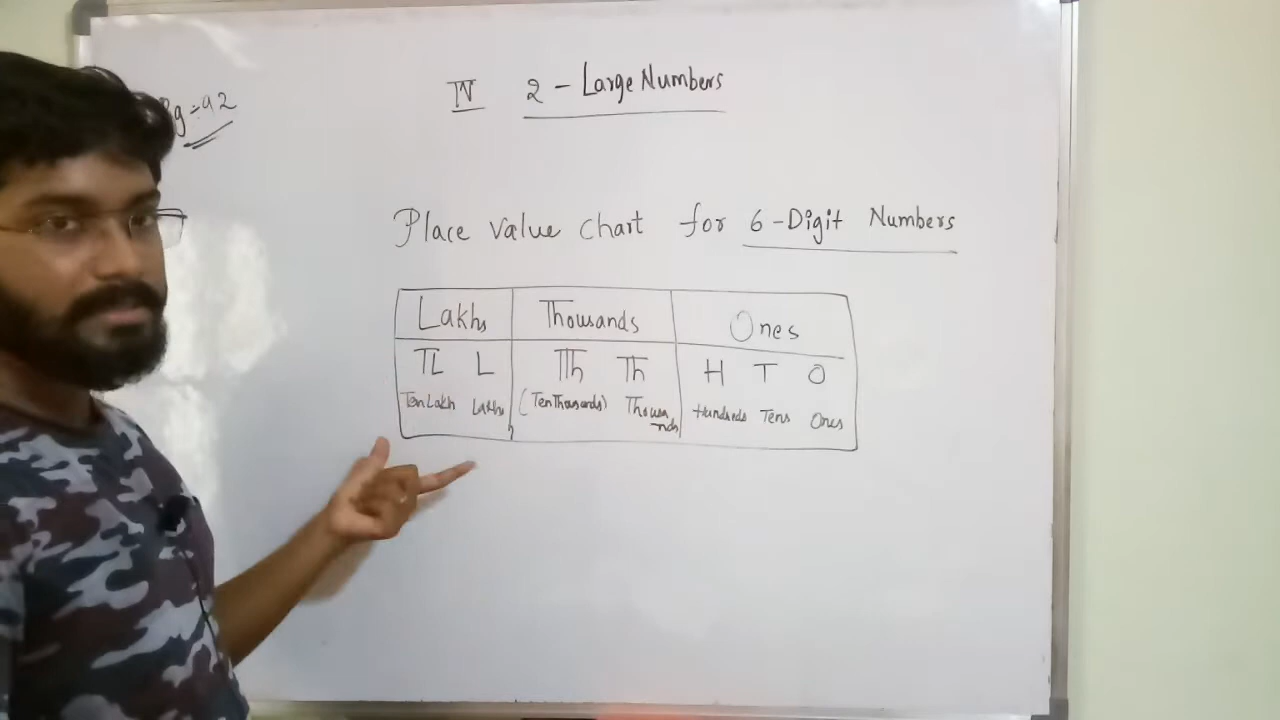 IV 2 - Large Numbers
g = 92
Place Value Chart for 6-Digit Numbers
Lakhs Thousands Ones
TL L TTh Th H T O
Ten Lakh Lakhs (Ten Thousands) Thousands Hundreds Tens Ones